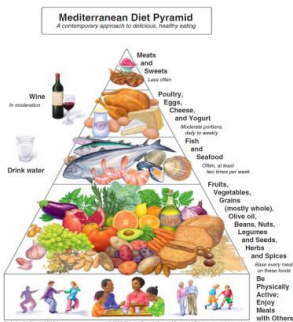 Mediterranean Diet Pyramid
A contemporary approach to delicious, healthy eating
Meats
and
Sweets
Less often
Wine
In moderation
Poultry,
Eggs,
Cheese,
and Yogurt
Moderate portions,
daily to weekly
Fish
and
Seafood
Often, at least
two times per week
Drink water
Fruits,
Vegetables,
Grains
(mostly whole),
Olive oil,
Beans, Nuts,
Legumes
and Seeds,
Herbs
and Spices
Base every meal
on these foods
Be
Physically
Active;
Enjoy
Meals
with Others